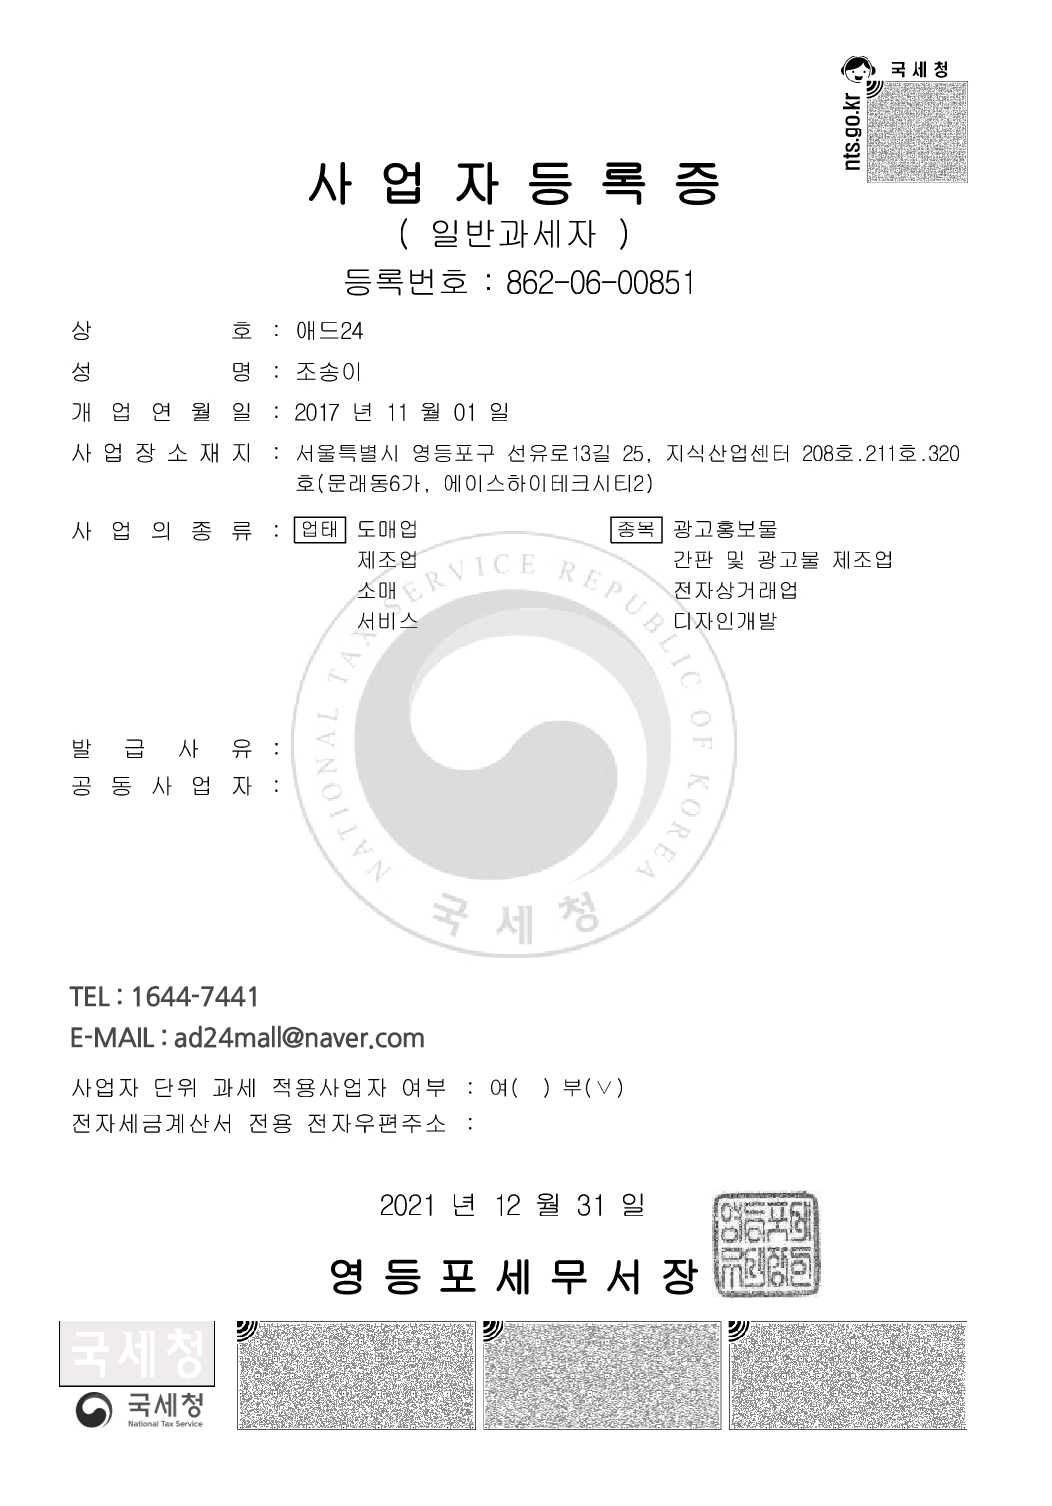 국세청
nts.go.kr
사업자등록증
( 일반과세자 )
등록번호 : 862-06-00851
상 호 : 애드24
성 명 : 조송이
개 업 연 월 일 : 2017 년 11 월 01 일
사 업 장 소 재 지 : 서울특별시 영등포구 선유로13길 25, 지식산업센터 208호.211호.320
호(문래동6가, 에이스하이테크시티2)
사 업 의 종 류 : 업태 도매업 종목 광고홍보물
제조업 간판 및 광고물 제조업
소매 전자상거래업
서비스 디자인개발
NATIONAL TAX SERVICE REPUBLIC OF KOREA
발 급 사 유 :
공 동 사 업 자 :
국세청
TEL : 1644-7441
E-MAIL : ad24mall@naver.com
사업자 단위 과세 적용사업자 여부 : 여( ) 부(∨)
전자세금계산서 전용 전자우편주소 :
2021 년 12 월 31 일
영등포세무서장
국세청
국세청
National Tax Service